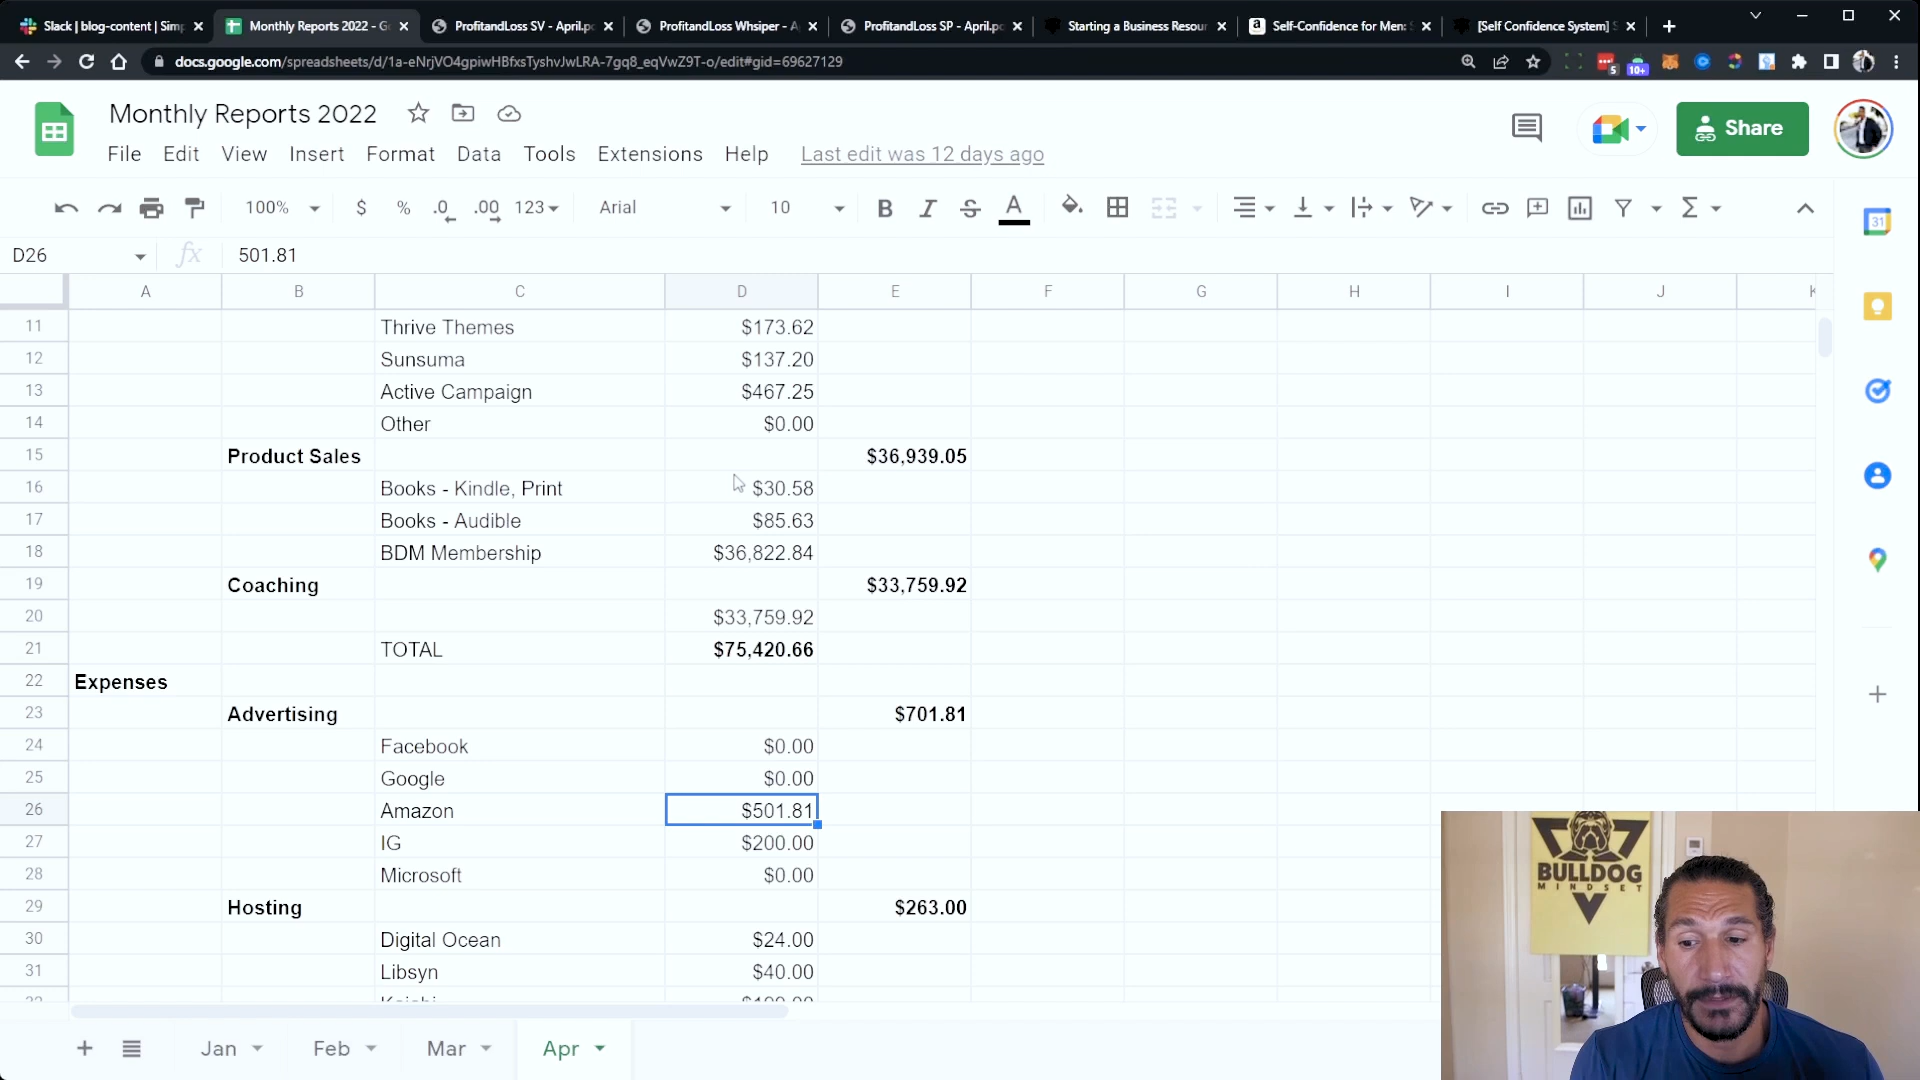 Slack | blog-content | Simp
Monthly Reports 2022 - Go
ProfitandLoss SV - April.pd
ProfitandLoss Whsiper - A
ProfitandLoss SP - April.pd
Starting a Business Resour
Self-Confidence for Men: S
[Self Confidence System] S
docs.google.com/spreadsheets/d/1a-eNrjVO4gpiwHBfxsTyshvJwLRA-7gq8_eqVwZ9T-o/edit#gid=69627129
5
10+
Monthly Reports 2022
Share
File Edit View Insert Format Data Tools Extensions Help Last edit was 12 days ago
100% $ % .0 .00 123 Arial 10 B I S A Σ
31
D26 fx 501.81
A B C D E F G H I J K
11 Thrive Themes $173.62
12 Sunsuma $137.20
13 Active Campaign $467.25
14 Other $0.00
15 Product Sales $36,939.05
16 Books - Kindle, Print $30.58
17 Books - Audible $85.63
18 BDM Membership $36,822.84
19 Coaching $33,759.92
20 $33,759.92
21 TOTAL $75,420.66
22 Expenses
23 Advertising $701.81
24 Facebook $0.00
25 Google $0.00
26 Amazon $501.81
27 IG $200.00
28 Microsoft $0.00
29 Hosting $263.00
30 Digital Ocean $24.00
31 Libsyn $40.00
Jan Feb Mar Apr
BULLDOG
MINDSET